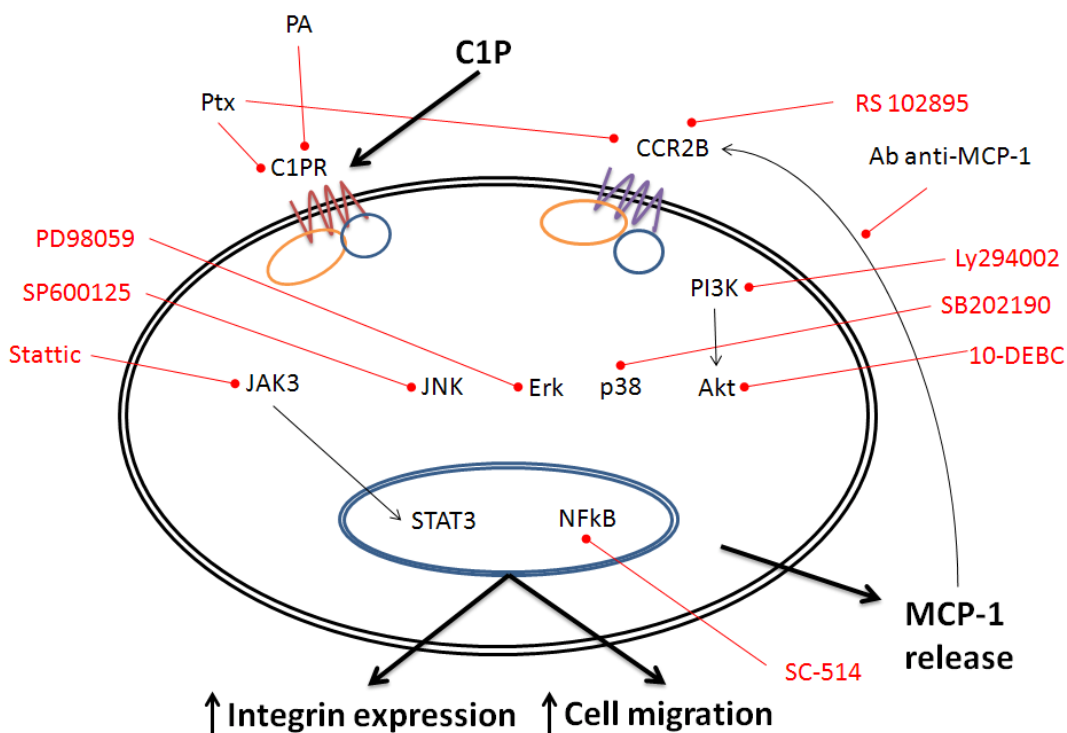 PA
C1P
Ptx
RS 102895
CCR2B
Ab anti-MCP-1
C1PR
PD98059
Ly294002
SP600125
PI3K
SB202190
Stattic
10-DEBC
JAK3
JNK
Erk
p38
Akt
STAT3
NFkB
MCP-1
release
SC-514
↑ Integrin expression
↑ Cell migration